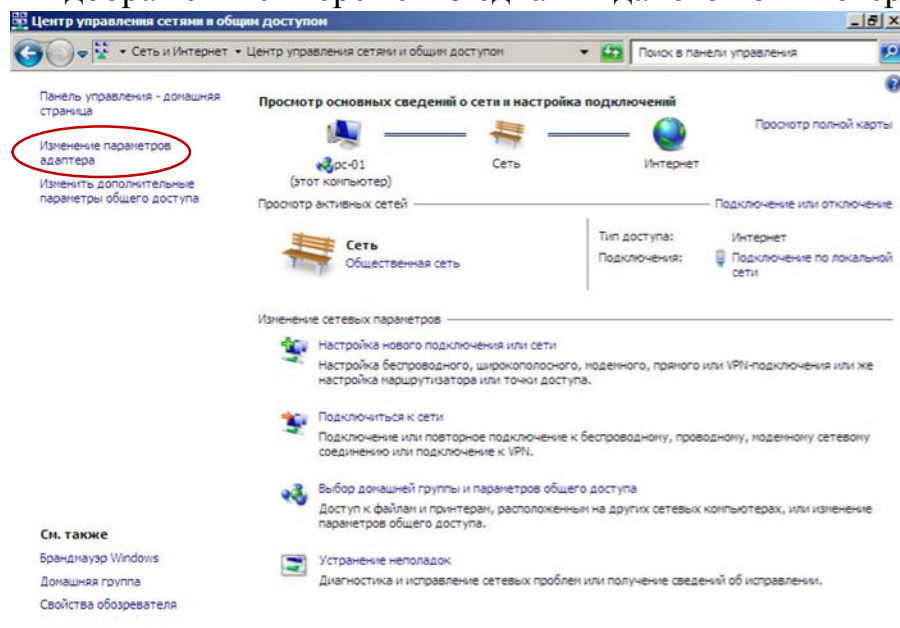 Центр управления сетями и общим доступом
Сеть и Интернет
Центр управления сетями и общим доступом
Поиск в панели управления
Панель управления - домашняя
страница
Изменение параметров
адаптера
Изменить дополнительные
параметры общего доступа
Просмотр основных сведений о сети и настройка подключений
Просмотр полной карты
pc-01
(этот компьютер)
Сеть
Интернет
Просмотр активных сетей
Подключение или отключение
Сеть
Общественная сеть
Тип доступа: Интернет
Подключения: Подключение по локальной
сети
Изменение сетевых параметров
Настройка нового подключения или сети
Настройка беспроводного, широкополосного, модемного, прямого или VPN-подключения или же
настройка маршрутизатора или точки доступа.
Подключиться к сети
Подключение или повторное подключение к беспроводному, проводному, модемному сетевому
соединению или подключение к VPN.
Выбор домашней группы и параметров общего доступа
Доступ к файлам и принтерам, расположенным на других сетевых компьютерах, или изменение
параметров общего доступа.
Устранение неполадок
Диагностика и исправление сетевых проблем или получение сведений об исправлении.
См. также
Брандмауэр Windows
Домашняя группа
Свойства обозревателя